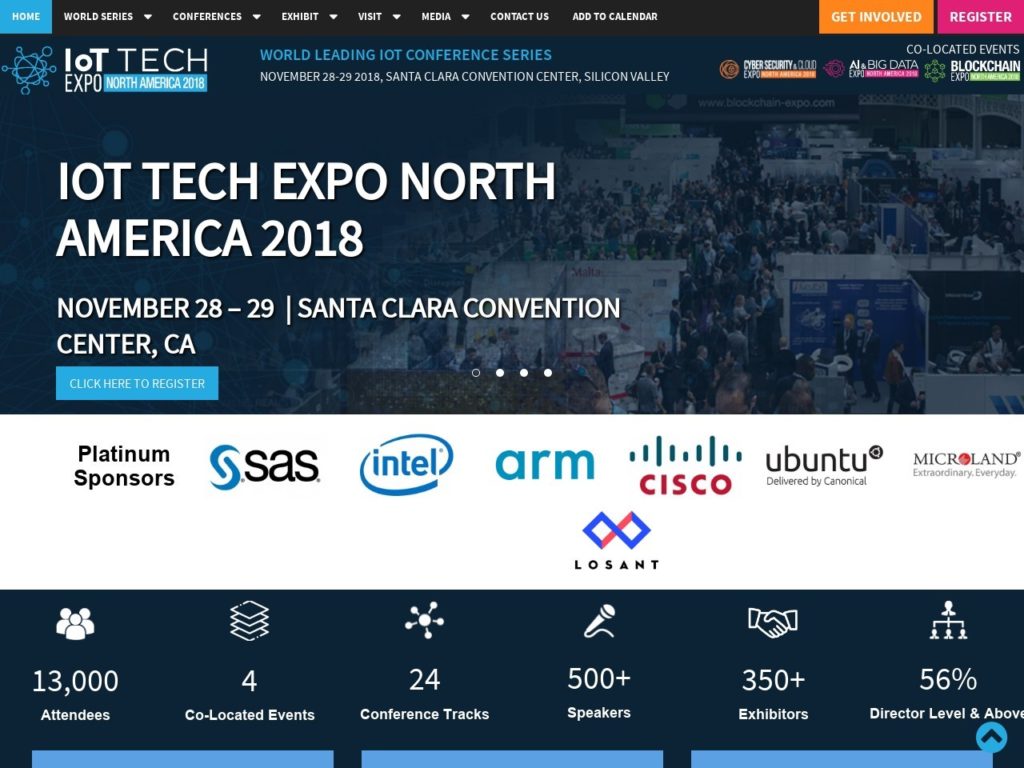 HOME WORLD SERIES CONFERENCES EXHIBIT VISIT MEDIA CONTACT US ADD TO CALENDAR GET INVOLVED REGISTER
IoT TECH
EXPO NORTH AMERICA 2018
WORLD LEADING IOT CONFERENCE SERIES
NOVEMBER 28-29 2018, SANTA CLARA CONVENTION CENTER, SILICON VALLEY
CO-LOCATED EVENTS
CYBER SECURITY & CLOUD
EXPO NORTH AMERICA 2018
AI & BIG DATA
EXPO NORTH AMERICA 2018
BLOCKCHAIN
EXPO NORTH AMERICA 2018
www.blockchain-expo.com
IOT TECH EXPO NORTH
AMERICA 2018
Malta
NOVEMBER 28 – 29 | SANTA CLARA CONVENTION
CENTER, CA
CLICK HERE TO REGISTER
Platinum
Sponsors
sas
intel
arm
CISCO
ubuntu
Delivered by Canonical
MICROLAND®
Extraordinary. Everyday.
LOSANT
13,000 4 24 500+ 350+ 56%
Attendees Co-Located Events Conference Tracks Speakers Exhibitors Director Level & Above